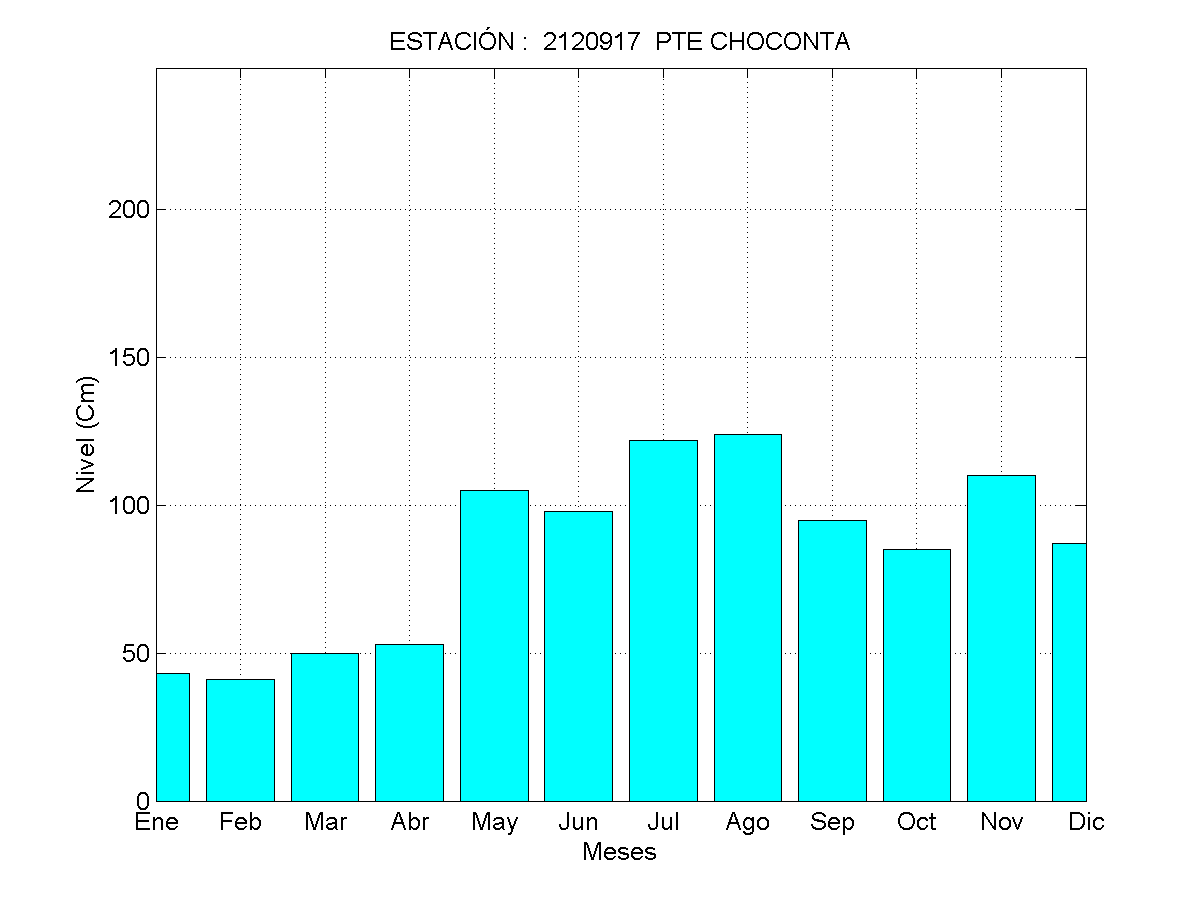 ESTACIÓN :  2120917  PTE CHOCONTA
200
150
100
50
0
Nivel (Cm)
Ene Feb Mar Abr May Jun Jul Ago Sep Oct Nov Dic
Meses